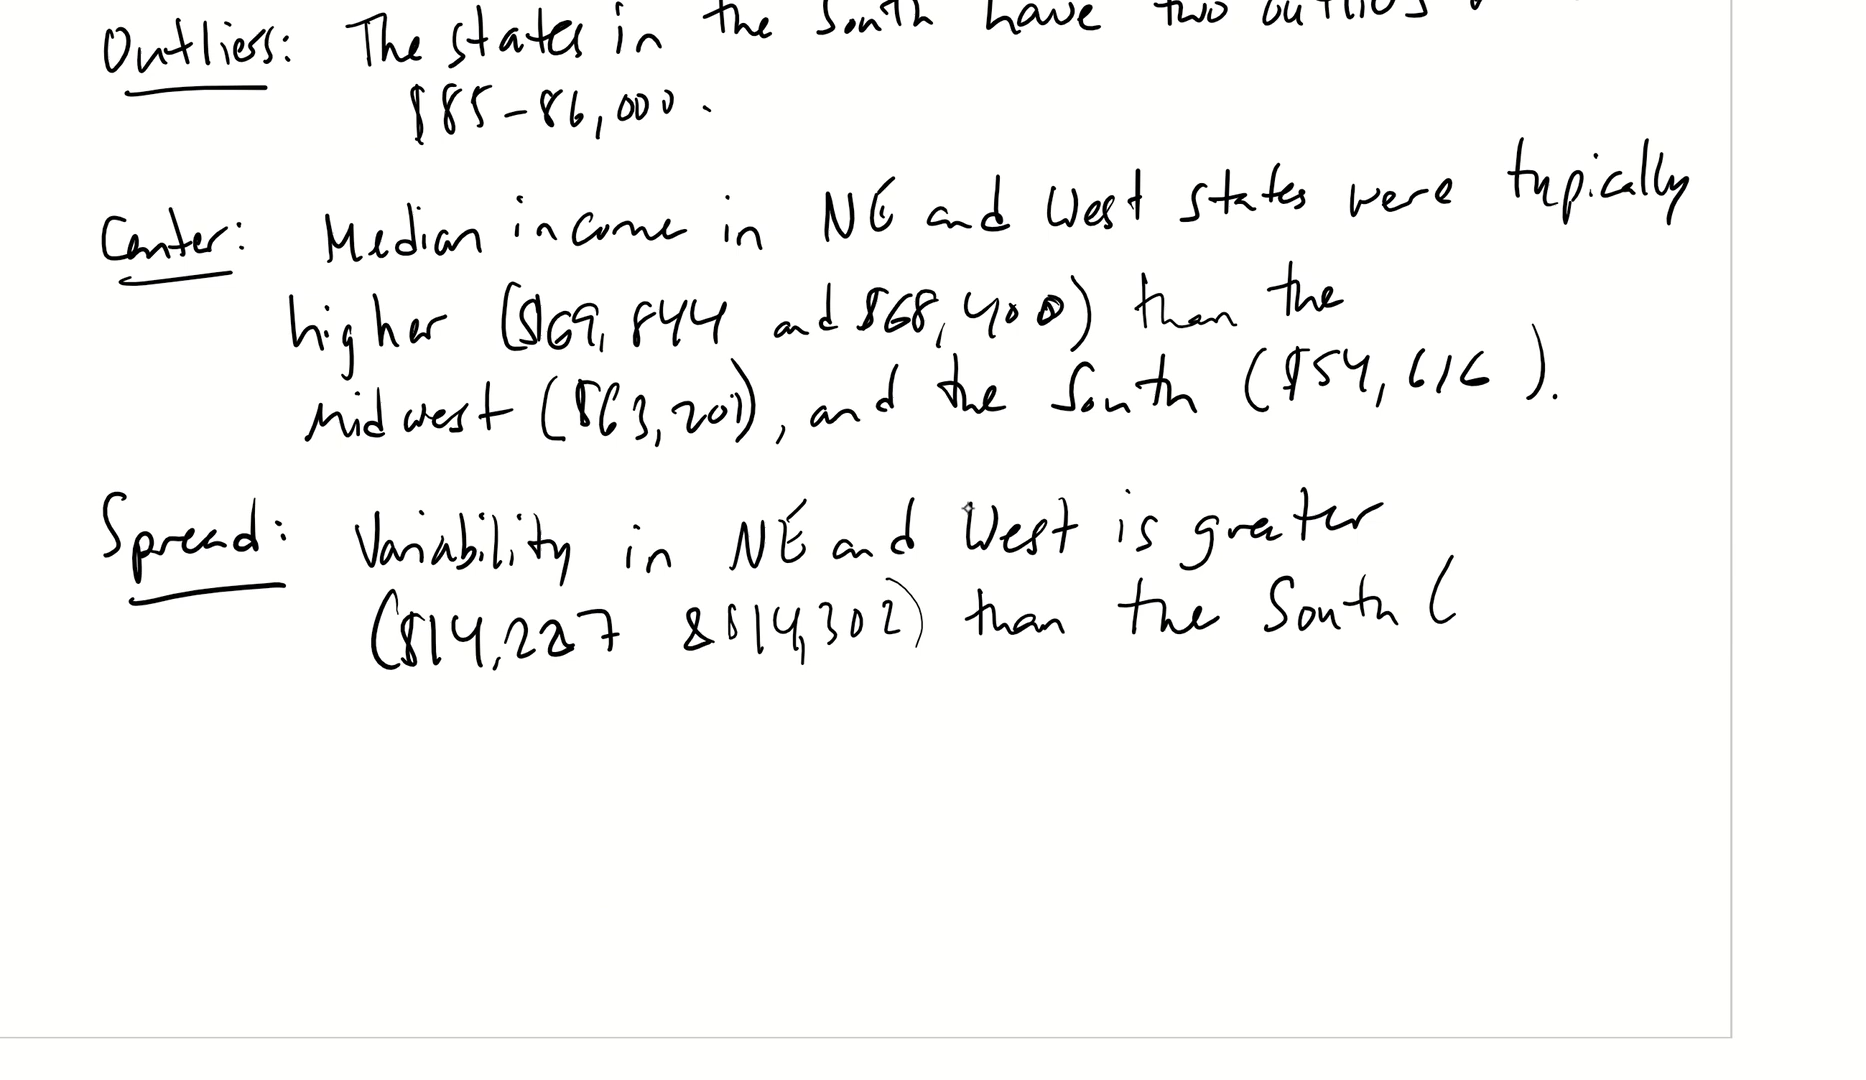 Outliers: The states in the South have two outliers
$85-86,000.
Center: Median income in NE and West states were typically
higher ($69,844 and $68,400) than the
midwest ($63,201), and the South ($54,616).
Spread: Variability in NE and West is greater
($14,227 & $14,302) than the South (